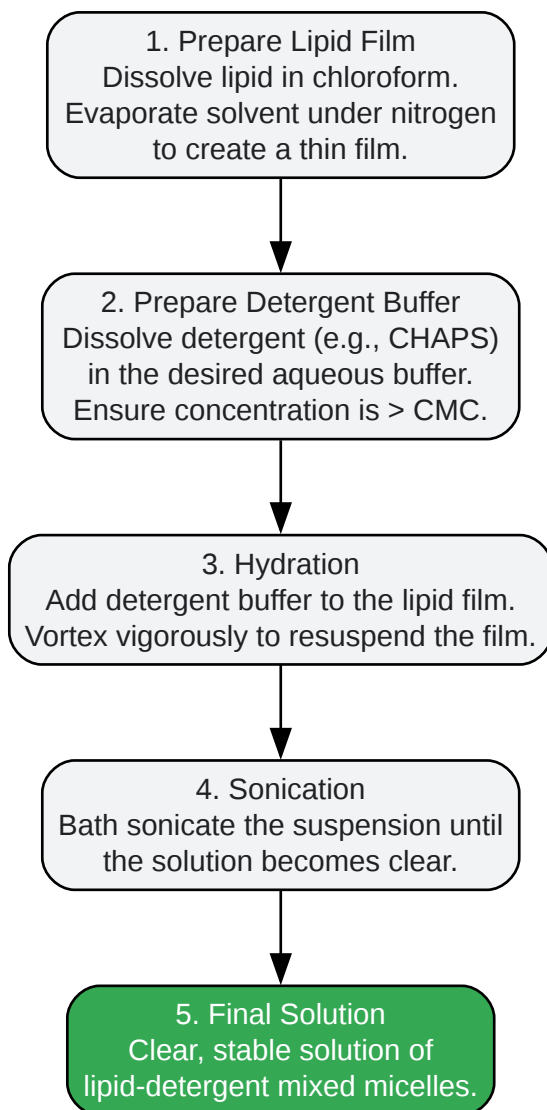 1. Prepare Lipid Film
Dissolve lipid in chloroform.
Evaporate solvent under nitrogen
to create a thin film.
2. Prepare Detergent Buffer
Dissolve detergent (e.g., CHAPS)
in the desired aqueous buffer.
Ensure concentration is > CMC.
3. Hydration
Add detergent buffer to the lipid film.
Vortex vigorously to resuspend the film.
4. Sonication
Bath sonicate the suspension until
the solution becomes clear.
5. Final Solution
Clear, stable solution of
lipid-detergent mixed micelles.